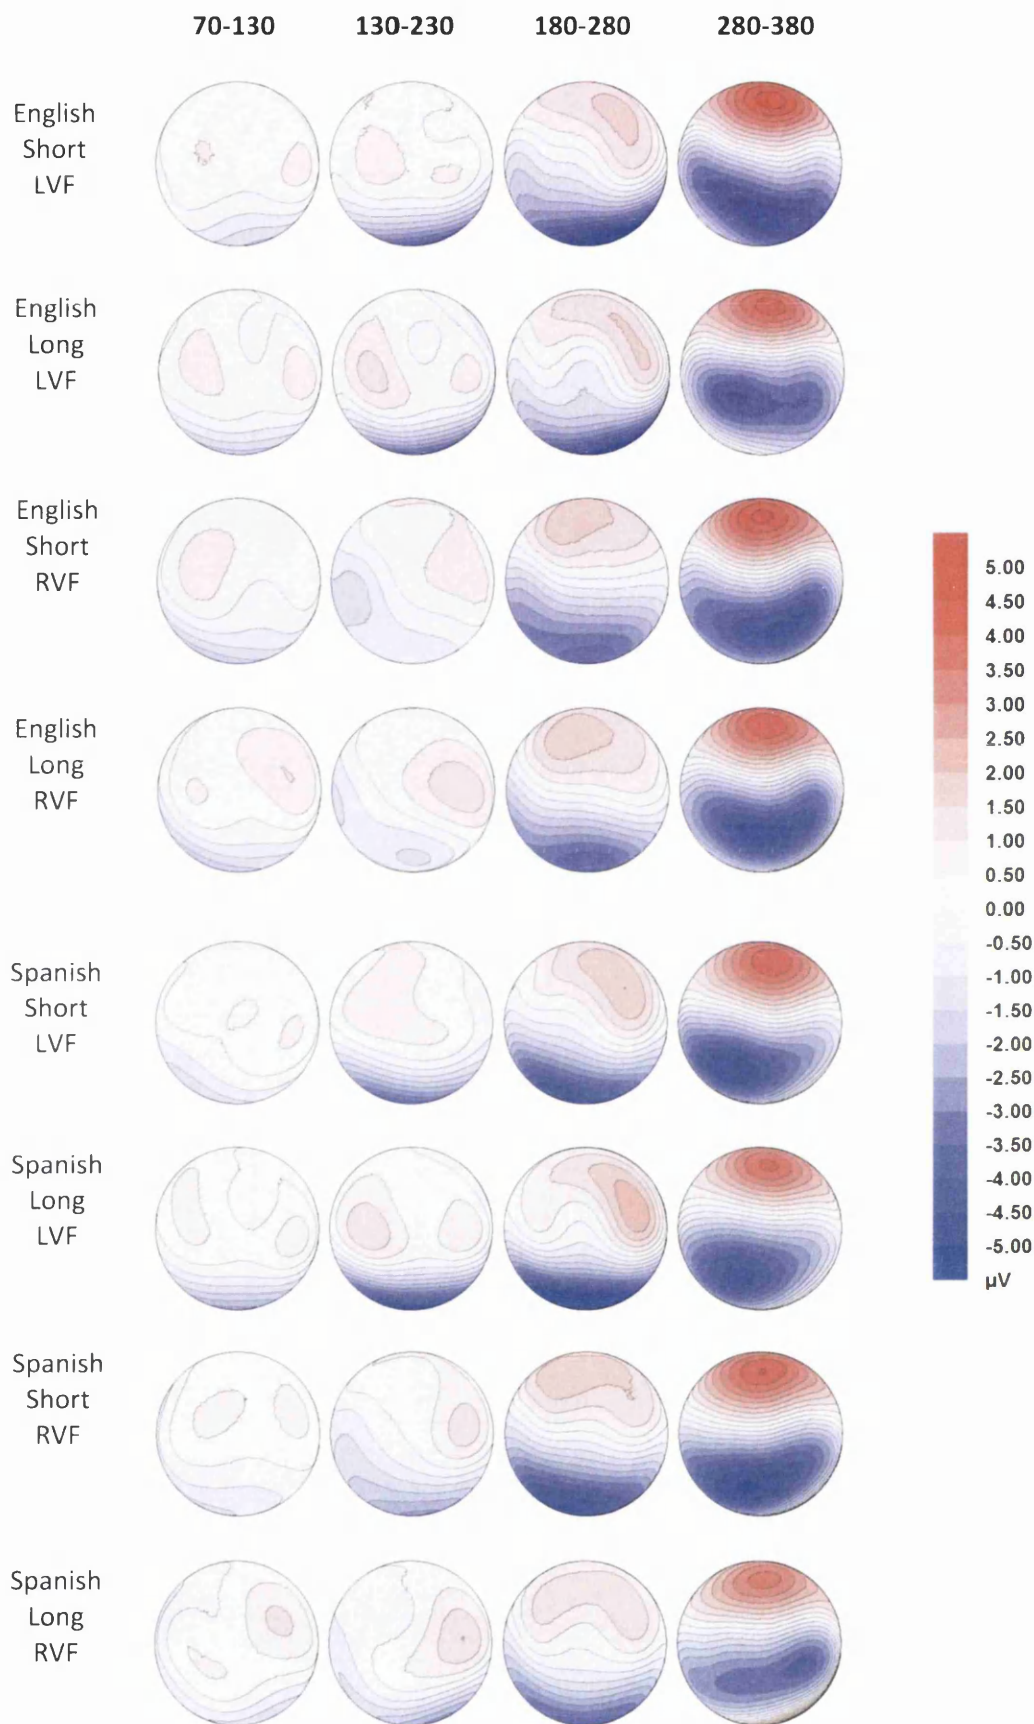 70-130 130-230 180-280 280-380
English
Short
LVF
English
Long
LVF
English
Short
RVF
English
Long
RVF
Spanish
Short
LVF
Spanish
Long
LVF
Spanish
Short
RVF
Spanish
Long
RVF
5.00
4.50
4.00
3.50
3.00
2.50
2.00
1.50
1.00
0.50
0.00
-0.50
-1.00
-1.50
-2.00
-2.50
-3.00
-3.50
-4.00
-4.50
-5.00
µV